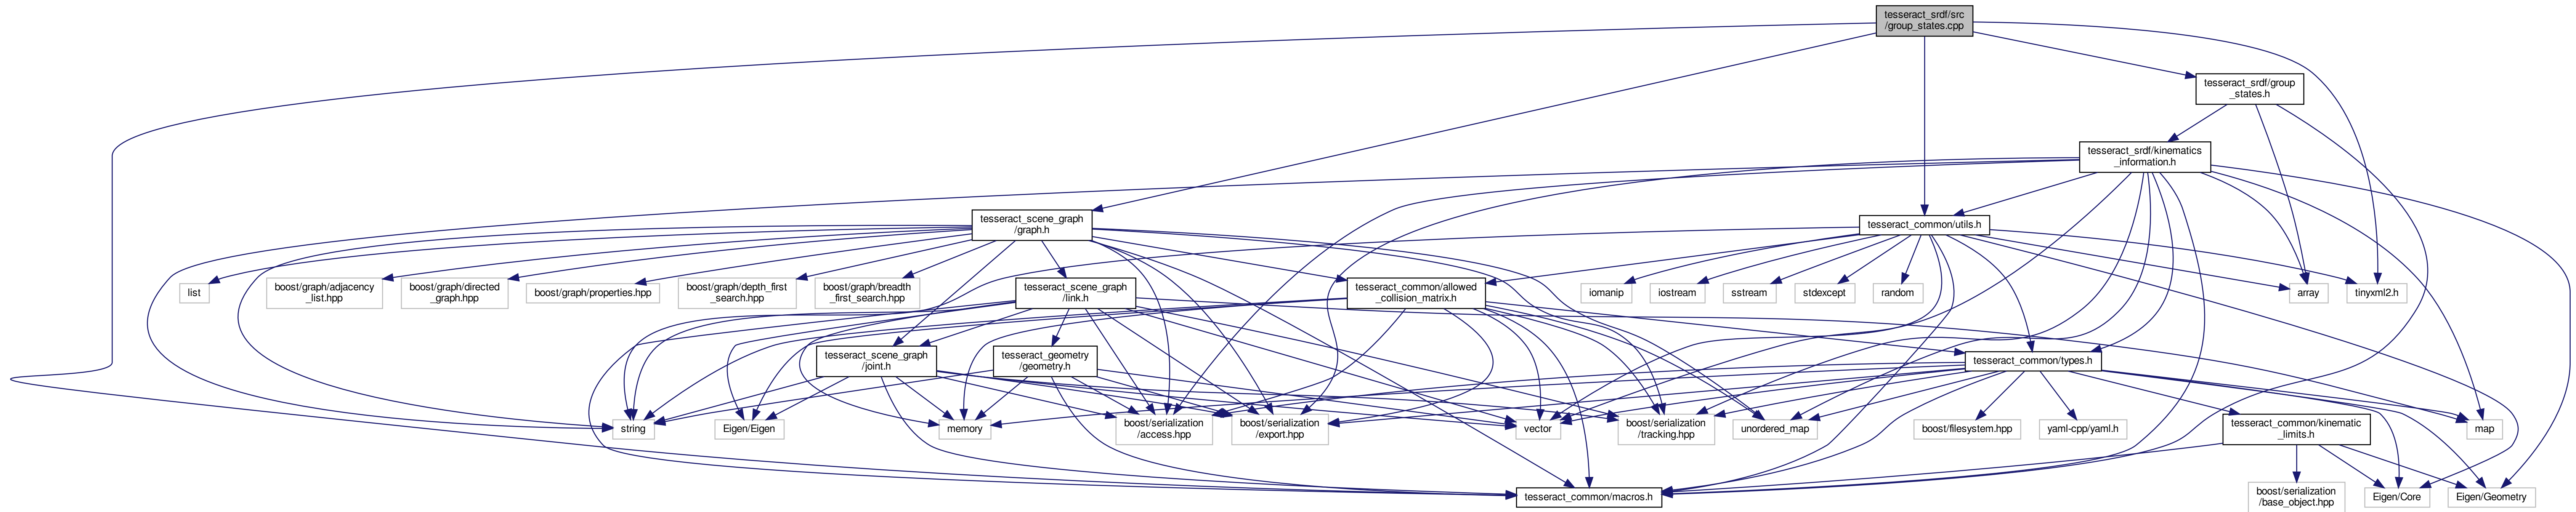 tesseract_srdf/src
/group_states.cpp
tesseract_srdf/group
_states.h
tesseract_srdf/kinematics
_information.h
tesseract_scene_graph
/graph.h
tesseract_common/utils.h
list
boost/graph/adjacency
_list.hpp
boost/graph/directed
_graph.hpp
boost/graph/properties.hpp
boost/graph/depth_first
_search.hpp
boost/graph/breadth
_first_search.hpp
tesseract_scene_graph
/link.h
tesseract_common/allowed
_collision_matrix.h
iomanip
iostream
sstream
stdexcept
random
array
tinyxml2.h
tesseract_scene_graph
/joint.h
tesseract_geometry
/geometry.h
tesseract_common/types.h
string
Eigen/Eigen
memory
boost/serialization
/access.hpp
boost/serialization
/export.hpp
vector
boost/serialization
/tracking.hpp
unordered_map
boost/filesystem.hpp
yaml-cpp/yaml.h
tesseract_common/kinematic
_limits.h
map
tesseract_common/macros.h
boost/serialization
/base_object.hpp
Eigen/Core
Eigen/Geometry